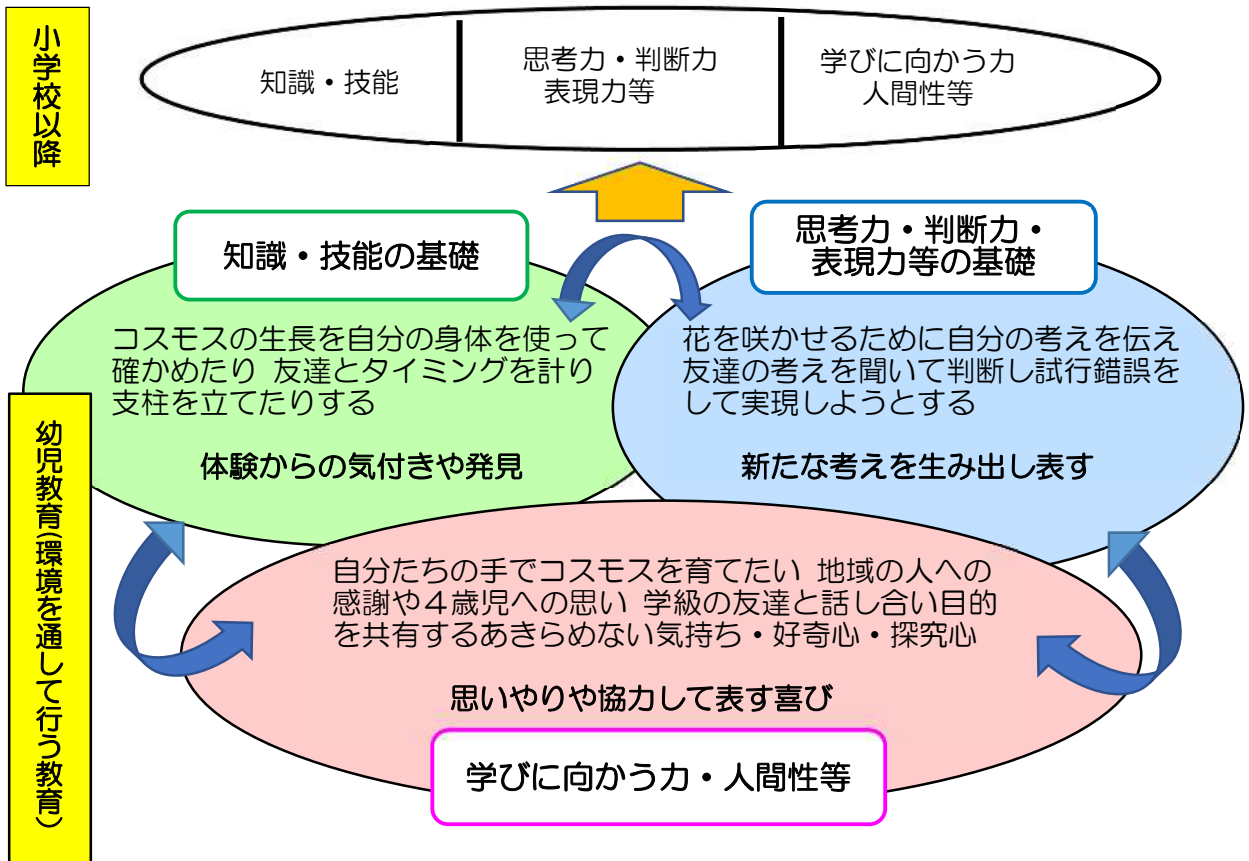 小学校以降
知識・技能
思考力・判断力
表現力等
学びに向かう力
人間性等
知識・技能の基礎
コスモスの生長を自分の身体を使って
確かめたり 友達とタイミングを計り
支柱を立てたりする
体験からの気付きや発見
思考力・判断力・
表現力等の基礎
花を咲かせるために自分の考えを伝え
友達の考えを聞いて判断し試行錯誤を
して実現しようとする
新たな考えを生み出し表す
幼児教育(環境を通して行う教育)
自分たちの手でコスモスを育てたい 地域の人への
感謝や４歳児への思い 学級の友達と話し合い目的
を共有するあきらめない気持ち・好奇心・探究心
思いやりや協力して表す喜び
学びに向かう力・人間性等